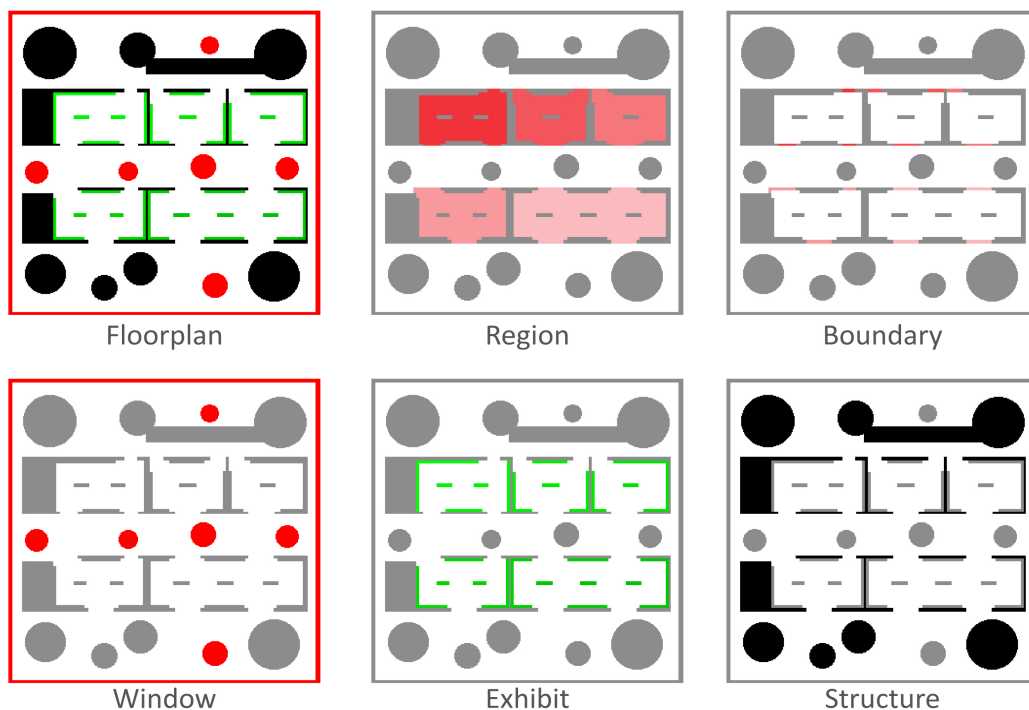 Floorplan
Region
Boundary
Window
Exhibit
Structure